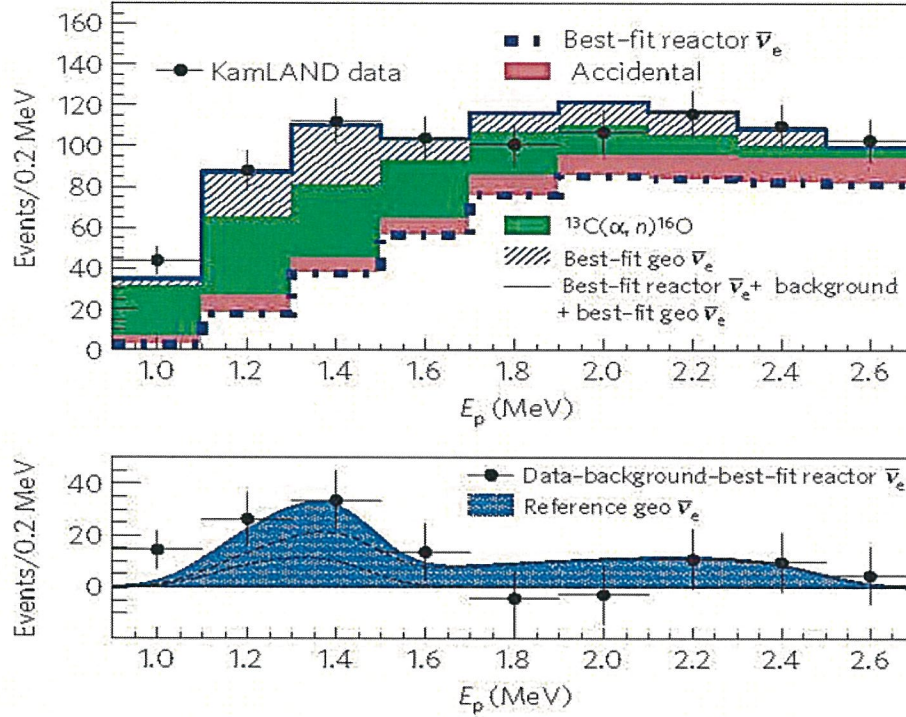 160
140
120
100
80
60
40
20
0
Events/0.2 MeV
KamLAND data
Best-fit reactor ν̅e
Accidental
¹³C(α, n)¹⁶O
Best-fit geo ν̅e
Best-fit reactor ν̅e+ background
+ best-fit geo ν̅e
1.0 1.2 1.4 1.6 1.8 2.0 2.2 2.4 2.6
Ep (MeV)
40
20
0
Events/0.2 MeV
Data-background-best-fit reactor ν̅e
Reference geo ν̅e
1.0 1.2 1.4 1.6 1.8 2.0 2.2 2.4 2.6
Ep (MeV)